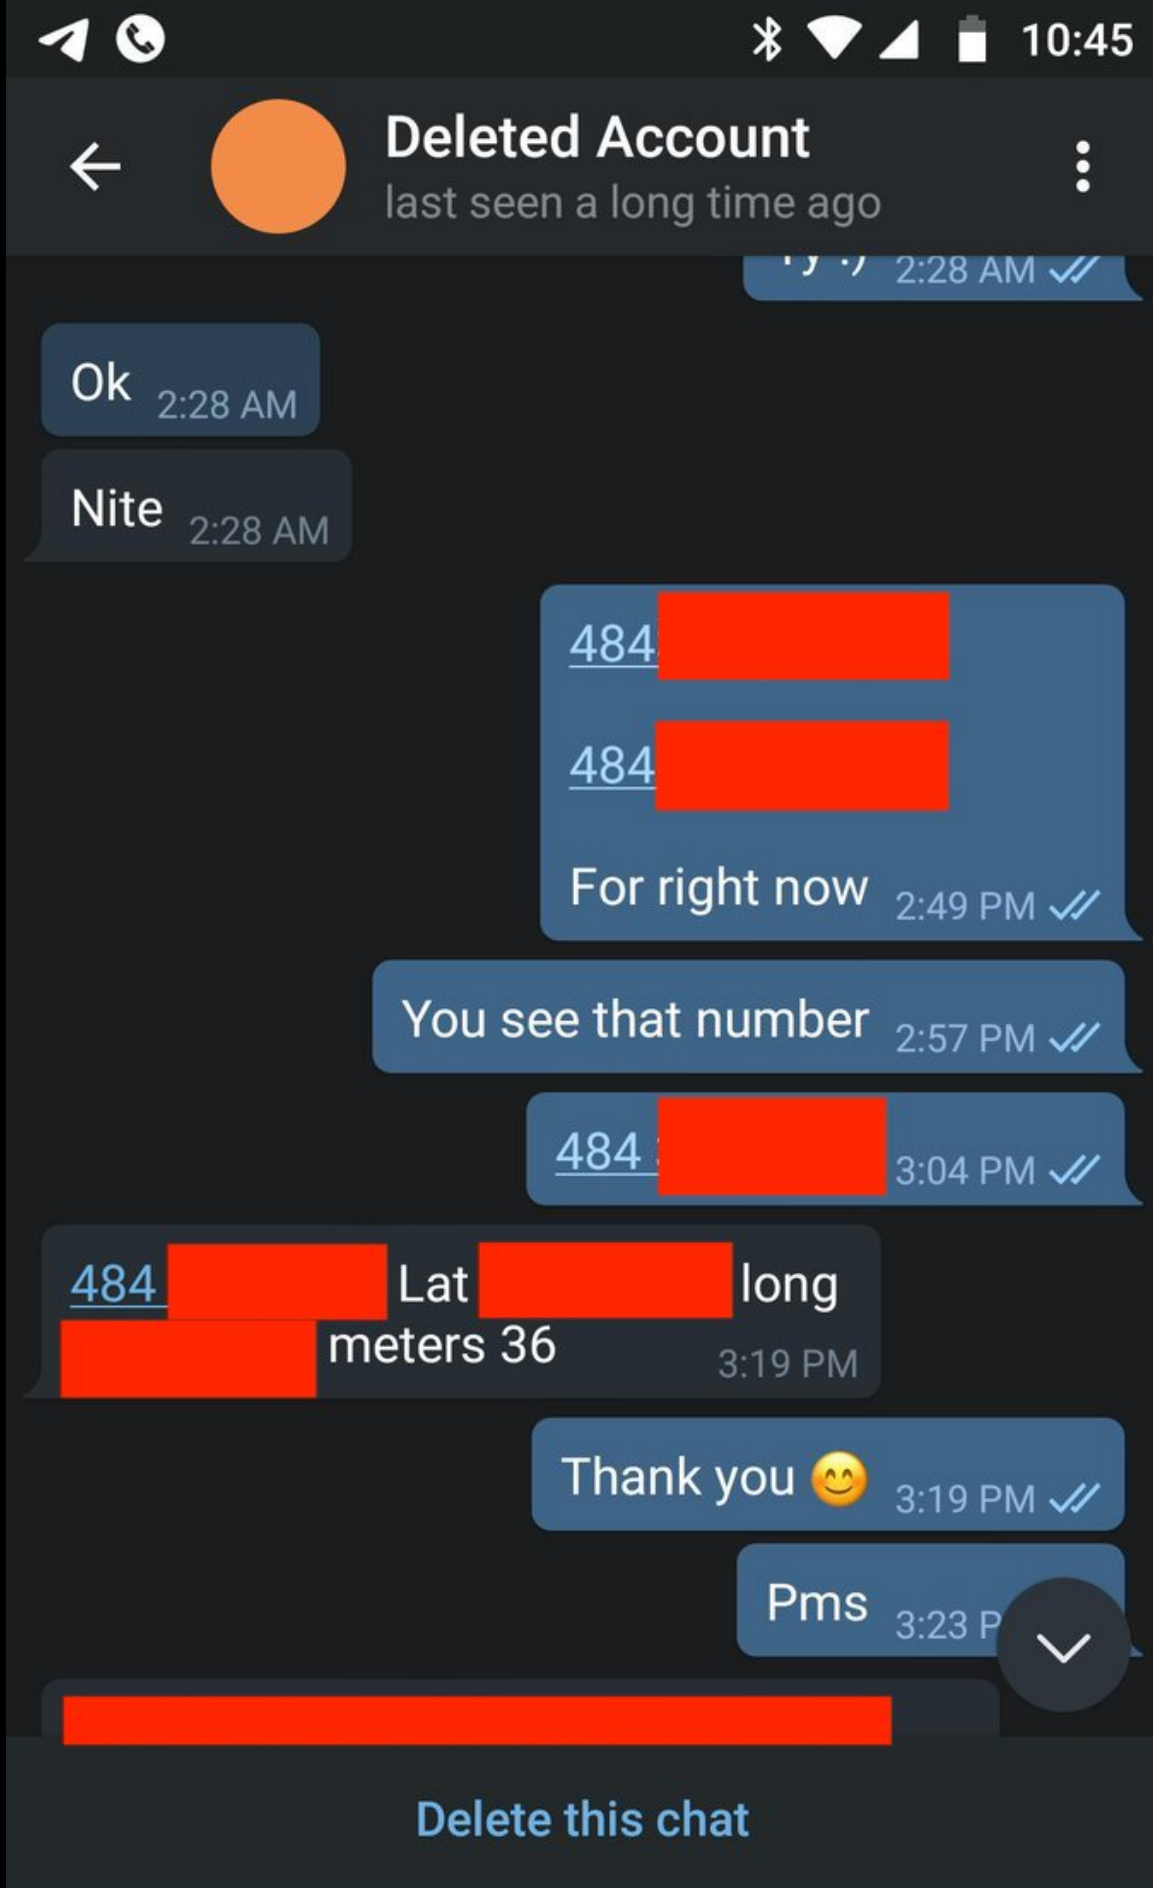 10:45
Deleted Account
last seen a long time ago
2:28 AM
Ok 2:28 AM
Nite 2:28 AM
484
484
For right now 2:49 PM
You see that number 2:57 PM
484 3:04 PM
484 Lat long
meters 36 3:19 PM
Thank you 😊 3:19 PM
Pms 3:23 P
Delete this chat